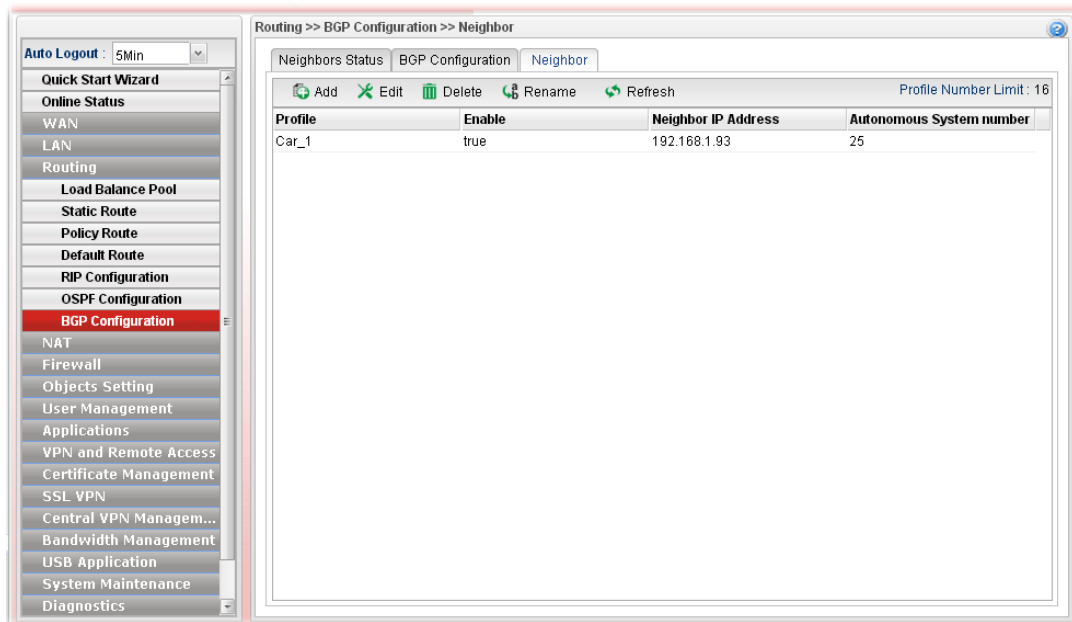 Auto Logout : 5Min
Quick Start Wizard
Online Status
WAN
LAN
Routing
Load Balance Pool
Static Route
Policy Route
Default Route
RIP Configuration
OSPF Configuration
BGP Configuration
NAT
Firewall
Objects Setting
User Management
Applications
VPN and Remote Access
Certificate Management
SSL VPN
Central VPN Managem...
Bandwidth Management
USB Application
System Maintenance
Diagnostics
Routing >> BGP Configuration >> Neighbor
?
Neighbors Status BGP Configuration Neighbor
Add Edit Delete Rename Refresh Profile Number Limit : 16
Profile Enable Neighbor IP Address Autonomous System number
Car_1 true 192.168.1.93 25